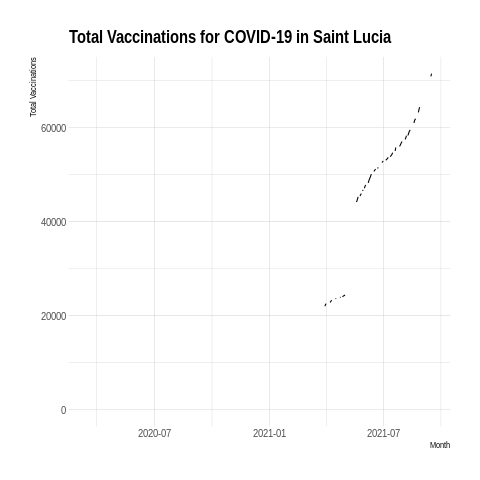 Total Vaccinations for COVID-19 in Saint Lucia
Total Vaccinations
60000
40000
20000
0
2020-07 2021-01 2021-07
Month